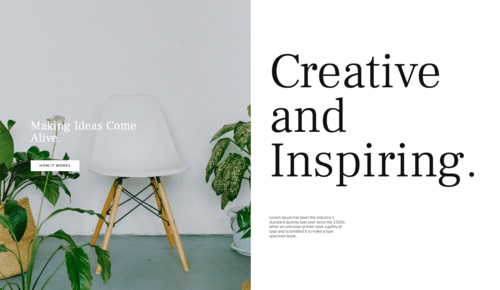 Making Ideas Come
Alive.
HOW IT WORKS
Creative
and
Inspiring.
Lorem Ipsum has been the industry's
standard dummy text ever since the 1500s,
when an unknown printer took a galley of
type and scrambled it to make a type
specimen book.